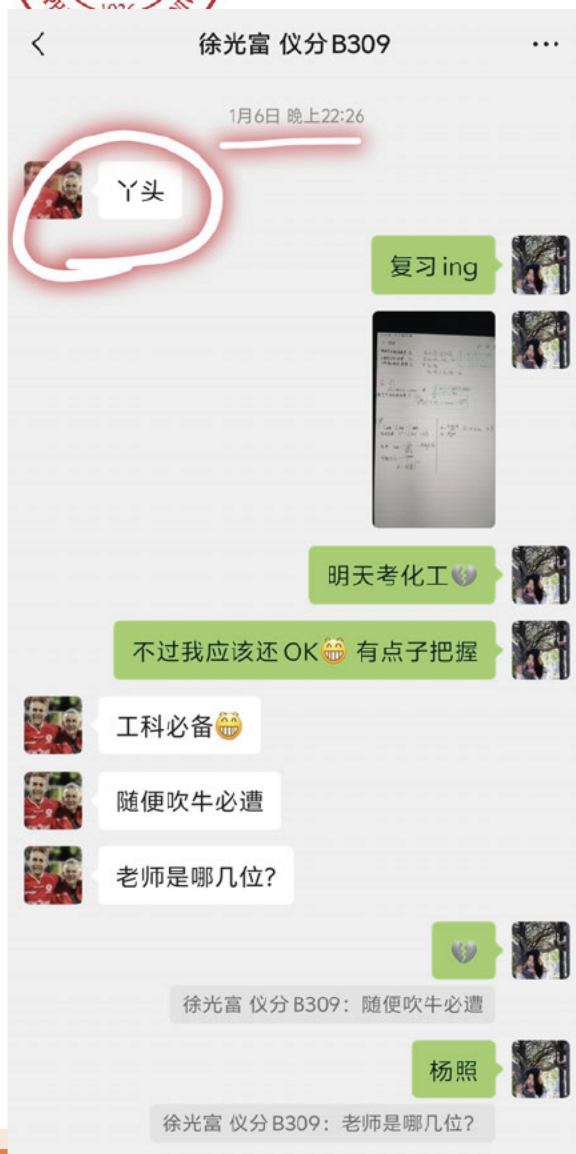 1926
徐光富 仪分B309
1月6日 晚上22:26
丫头
复习ing
明天考化工💔
不过我应该还OK😁 有点子把握
工科必备😁
随便吹牛必遭
老师是哪几位?
💔
徐光富 仪分B309: 随便吹牛必遭
杨照
徐光富 仪分B309: 老师是哪几位?